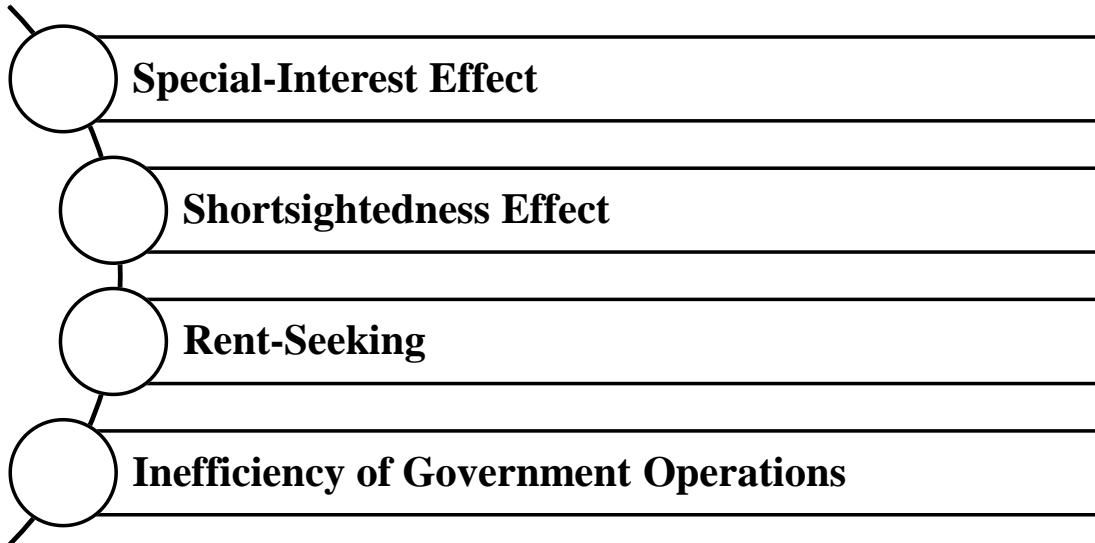 Special-Interest Effect
Shortsightedness Effect
Rent-Seeking
Inefficiency of Government Operations